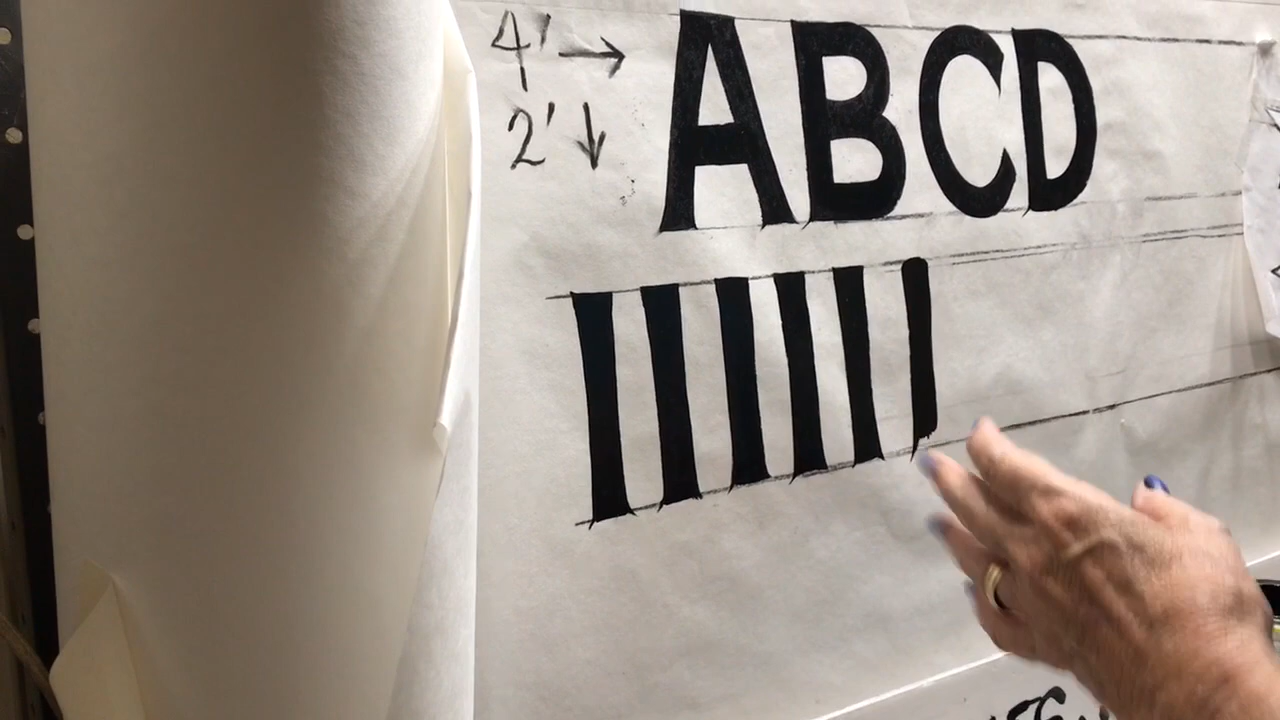 4' →
ABCD
2' ↓